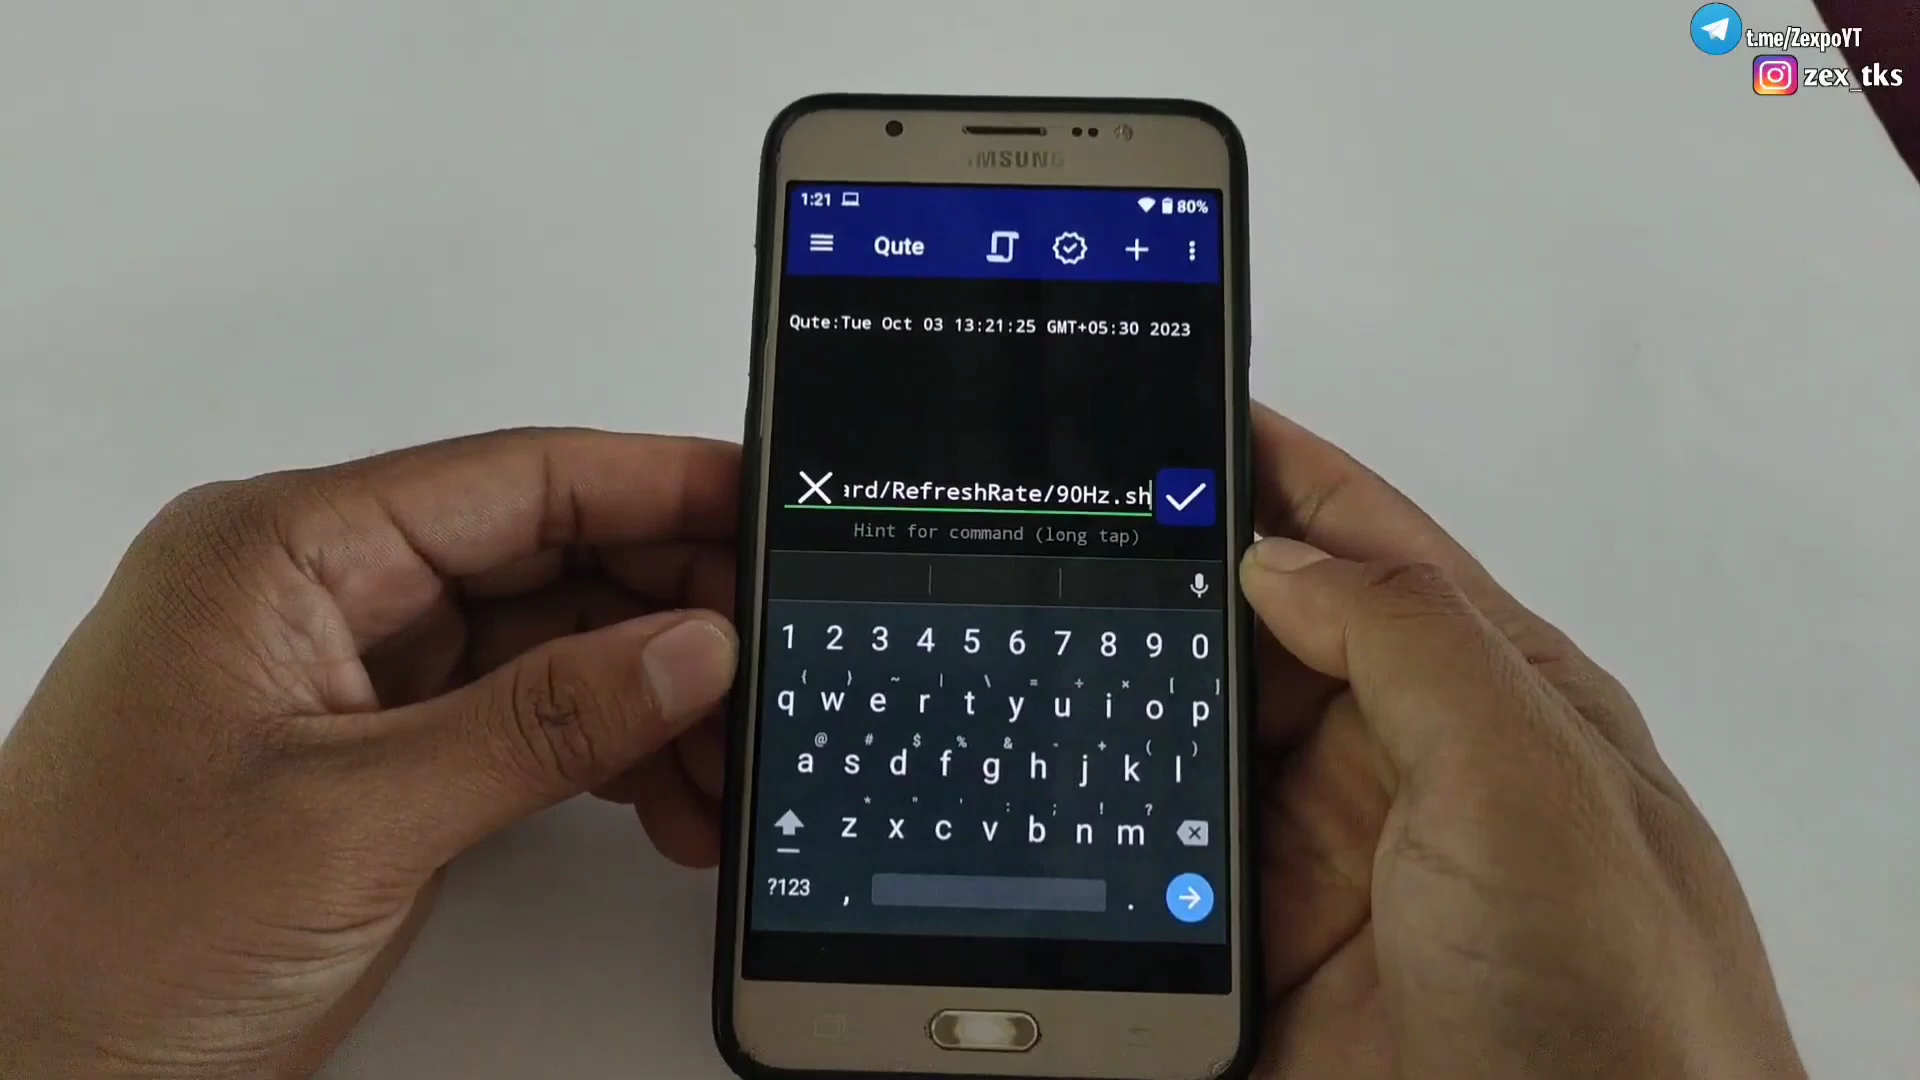 t.me/ZexpoYT
zex_tks
SAMSUNG
1:21
80%
Qute
Qute:Tue Oct 03 13:21:25 GMT+05:30 2023
ard/RefreshRate/90Hz.sh
Hint for command (long tap)
1 2 3 4 5 6 7 8 9 0
{ } ~ | \ = ÷ × [ ]
q w e r t y u i o p
@ # $ % & - + ( )
a s d f g h j k l
* " ' : ; ! ?
z x c v b n m
?123 , .